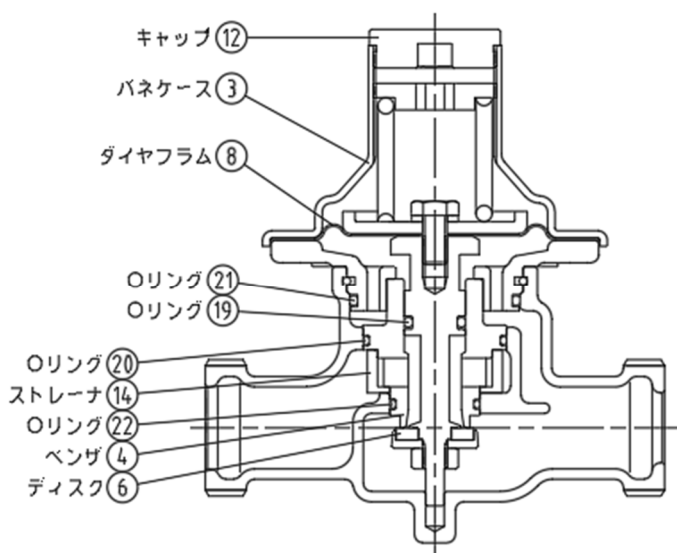 キャップ⑫
バネケース③
ダイヤフラム⑧
Oリング㉑
Oリング⑲
Oリング⑳
ストレーナ⑭
Oリング㉒
ベンザ④
ディスク⑥